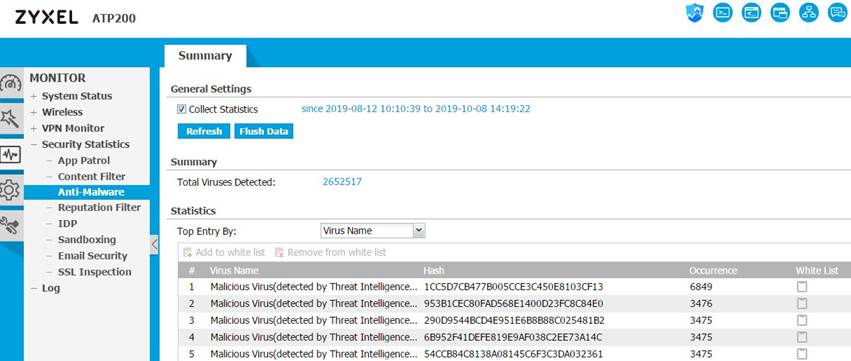 ZYXEL ATP200
Summary
MONITOR
+ System Status
+ Wireless
+ VPN Monitor
− Security Statistics
− App Patrol
− Content Filter
− Anti-Malware
− Reputation Filter
− IDP
− Sandboxing
− Email Security
− SSL Inspection
− Log
General Settings
Collect Statistics since 2019-08-12 10:10:39 to 2019-10-08 14:19:22
Refresh Flush Data
Summary
Total Viruses Detected: 2652517
Statistics
Top Entry By: Virus Name
Add to white list Remove from white list
# Virus Name Hash Occurrence White List
1 Malicious Virus(detected by Threat Intelligence... 1CC5D7CB477B005CCE3C450E8103CF13 6849
2 Malicious Virus(detected by Threat Intelligence... 953B1CEC80FAD568E1400D23FC8C84E0 3476
3 Malicious Virus(detected by Threat Intelligence... 290D9544BCD4E951E6B8B88C025481B2 3475
4 Malicious Virus(detected by Threat Intelligence... 6B952F41DEFE819E9AF038C2EE73A14C 3476
5 Malicious Virus(detected by Threat Intelligence... 54CCB84C8138A08145C6F3C3DA032361 3475